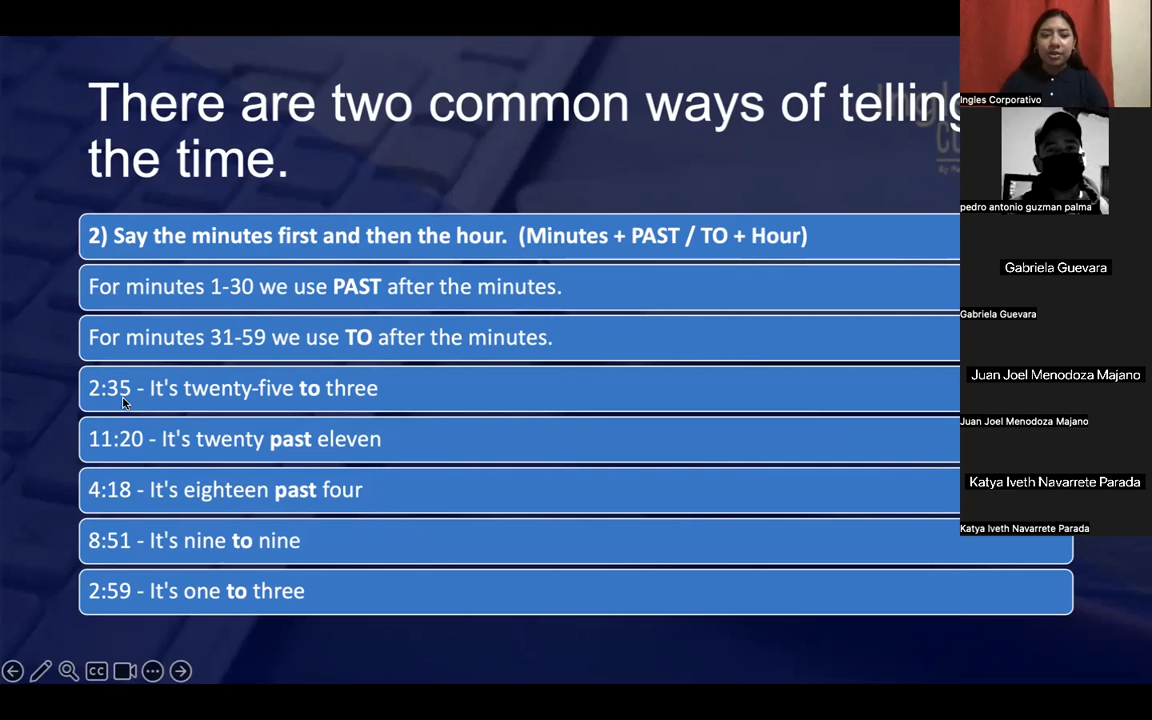 There are two common ways of telling
the time.
2) Say the minutes first and then the hour. (Minutes + PAST / TO + Hour)
For minutes 1-30 we use PAST after the minutes.
For minutes 31-59 we use TO after the minutes.
2:35 - It's twenty-five to three
11:20 - It's twenty past eleven
4:18 - It's eighteen past four
8:51 - It's nine to nine
2:59 - It's one to three
CC
Ingles Corporativo
pedro antonio guzman palma
Gabriela Guevara
Gabriela Guevara
Juan Joel Menodoza Majano
Juan Joel Menodoza Majano
Katya Iveth Navarrete Parada
Katya Iveth Navarrete Parada